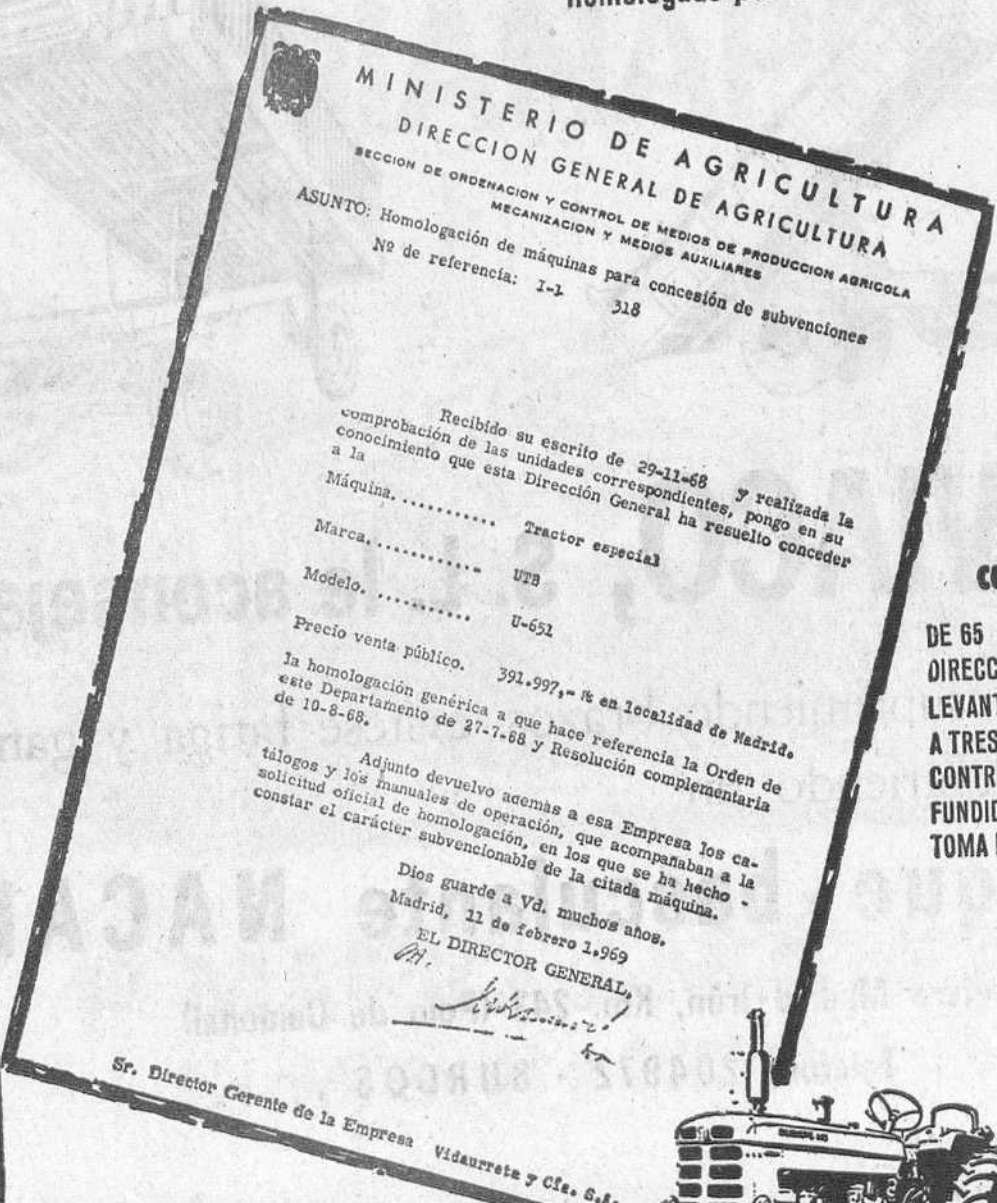 MINISTERIO DE AGRICULTURA
DIRECCION GENERAL DE AGRICULTURA
SECCION DE ORDENACION Y CONTROL DE MEDIOS DE PRODUCCION AGRICOLA
MECANIZACION Y MEDIOS AUXILIARES
ASUNTO: Homologación de máquinas para concesión de subvenciones
Nº de referencia: I-1
318
Recibido su escrito de 29-11-68 y realizada la
comprobación de las unidades correspondientes, pongo en su
conocimiento que esta Dirección General ha resuelto conceder
a la
Máquina............ Tractor especial
Marca............. UTB
Modelo............ U-651
Precio venta público. 391.997,- Pts en localidad de Madrid.
la homologación genérica a que hace referencia la Orden de
este Departamento de 27-7-68 y Resolución complementaria
de 10-8-68.
Adjunto devuelvo además a esa Empresa los ca-
tálogos y los manuales de operación, que acompañaban a la
solicitud oficial de homologación, en los que se ha hecho -
constar el carácter subvencionable de la citada máquina.
Dios guarde a Vd. muchos años.
Madrid, 11 de febrero 1.969
EL DIRECTOR GENERAL,
Sr. Director Gerente de la Empresa Vidaurreta y Cía. S.A.
DE 65
A TRES